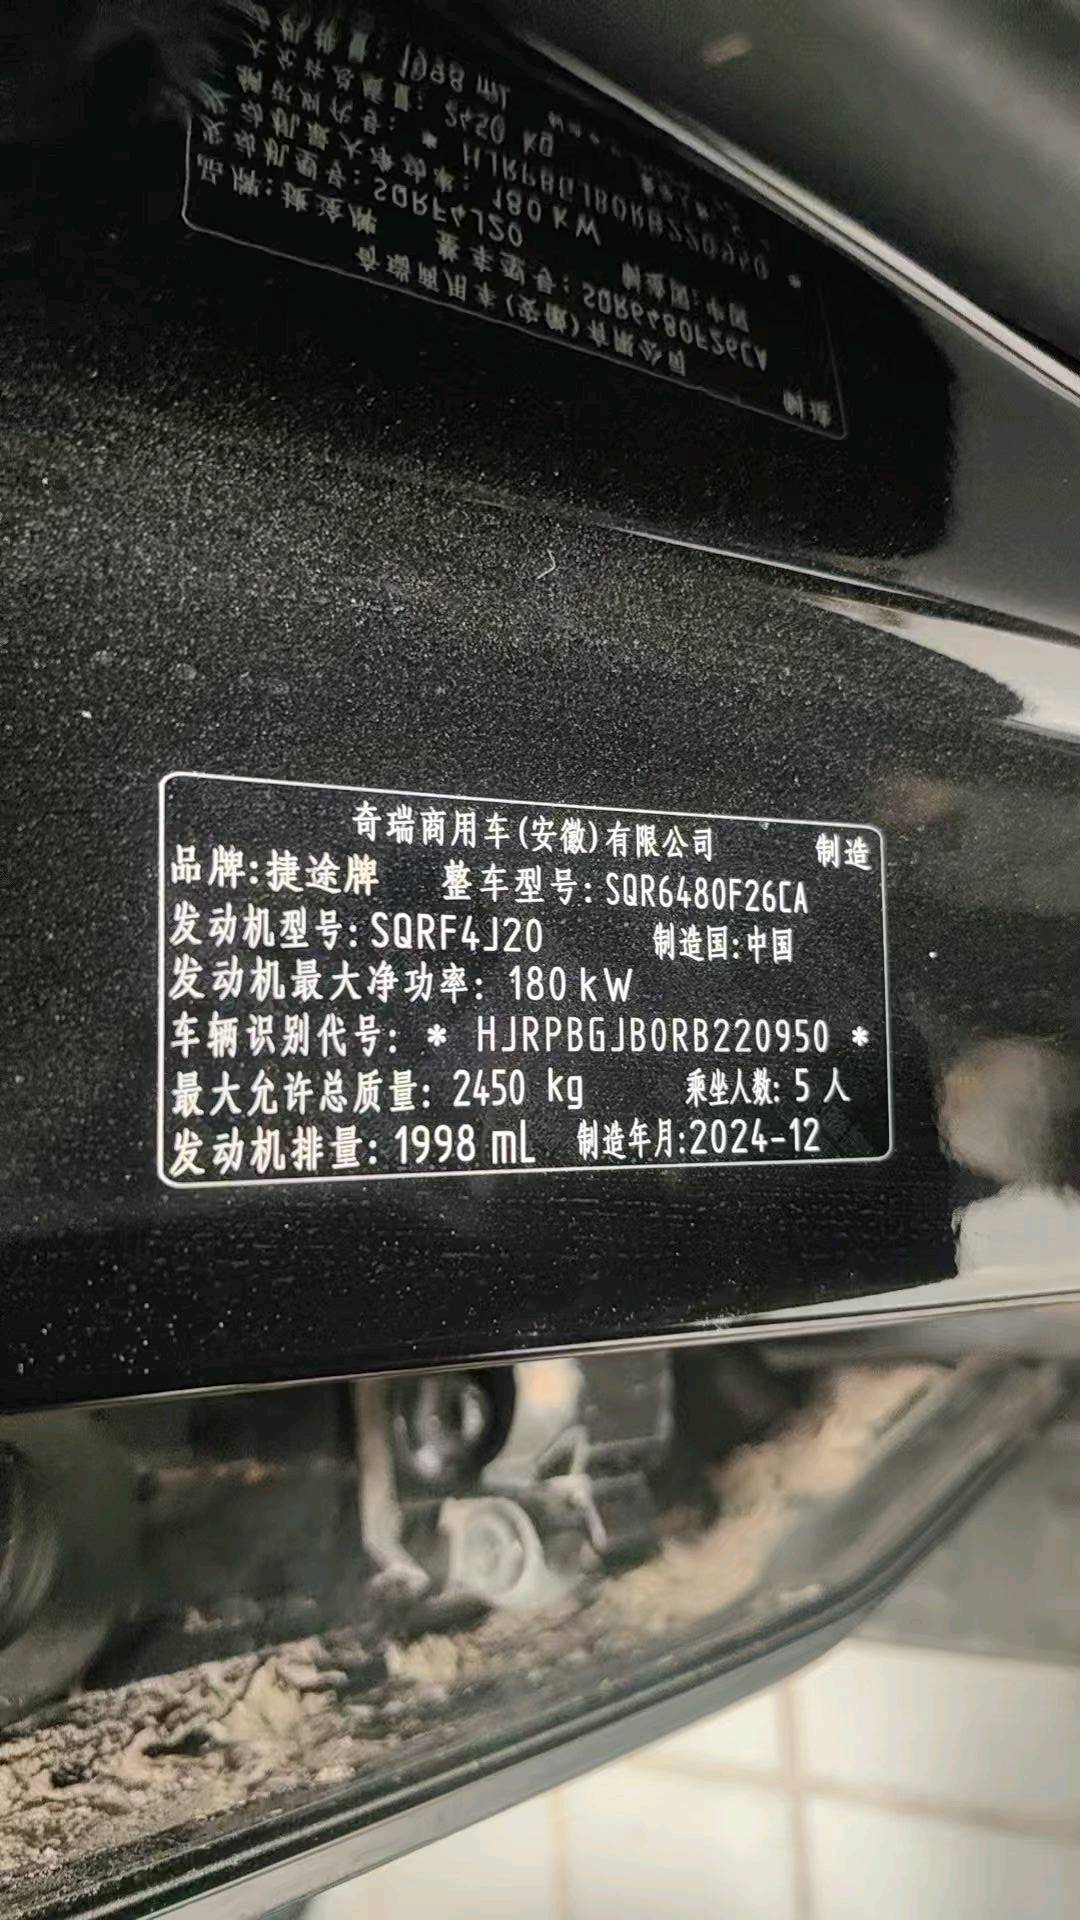 奇瑞商用车(安徽)有限公司 制造
品牌:捷途牌 整车型号:SQR6480F26CA
发动机型号:SQRF4J20 制造国:中国
发动机最大净功率: 180 kW
车辆识别代号: * HJRPBGJB0RB220950 *
最大允许总质量: 2450 kg 乘坐人数: 5 人
发动机排量: 1998 mL 制造年月:2024-12